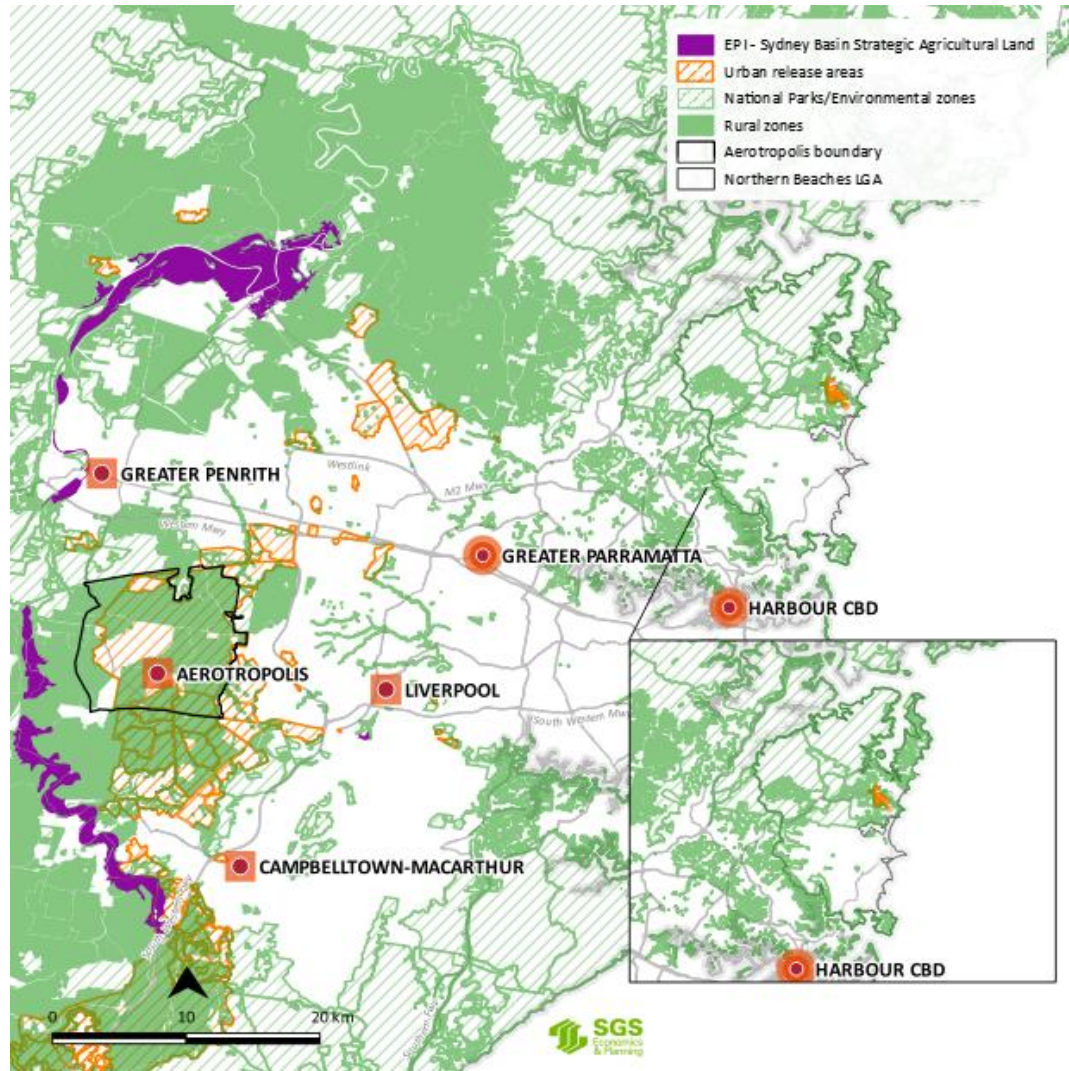 EPI - Sydney Basin Strategic Agricultural Land
Urban release areas
National Parks/Environmental zones
Rural zones
Aerotropolis boundary
Northern Beaches LGA
Westlink
M2 Mwy
GREATER PENRITH
Western Mwy
GREATER PARRAMATTA
HARBOUR CBD
AEROTROPOLIS
LIVERPOOL
South Western Mwy
CAMPBELLTOWN-MACARTHUR
HARBOUR CBD
0 10 20 km
Southern Fwy
SGS
Economics
& Planning